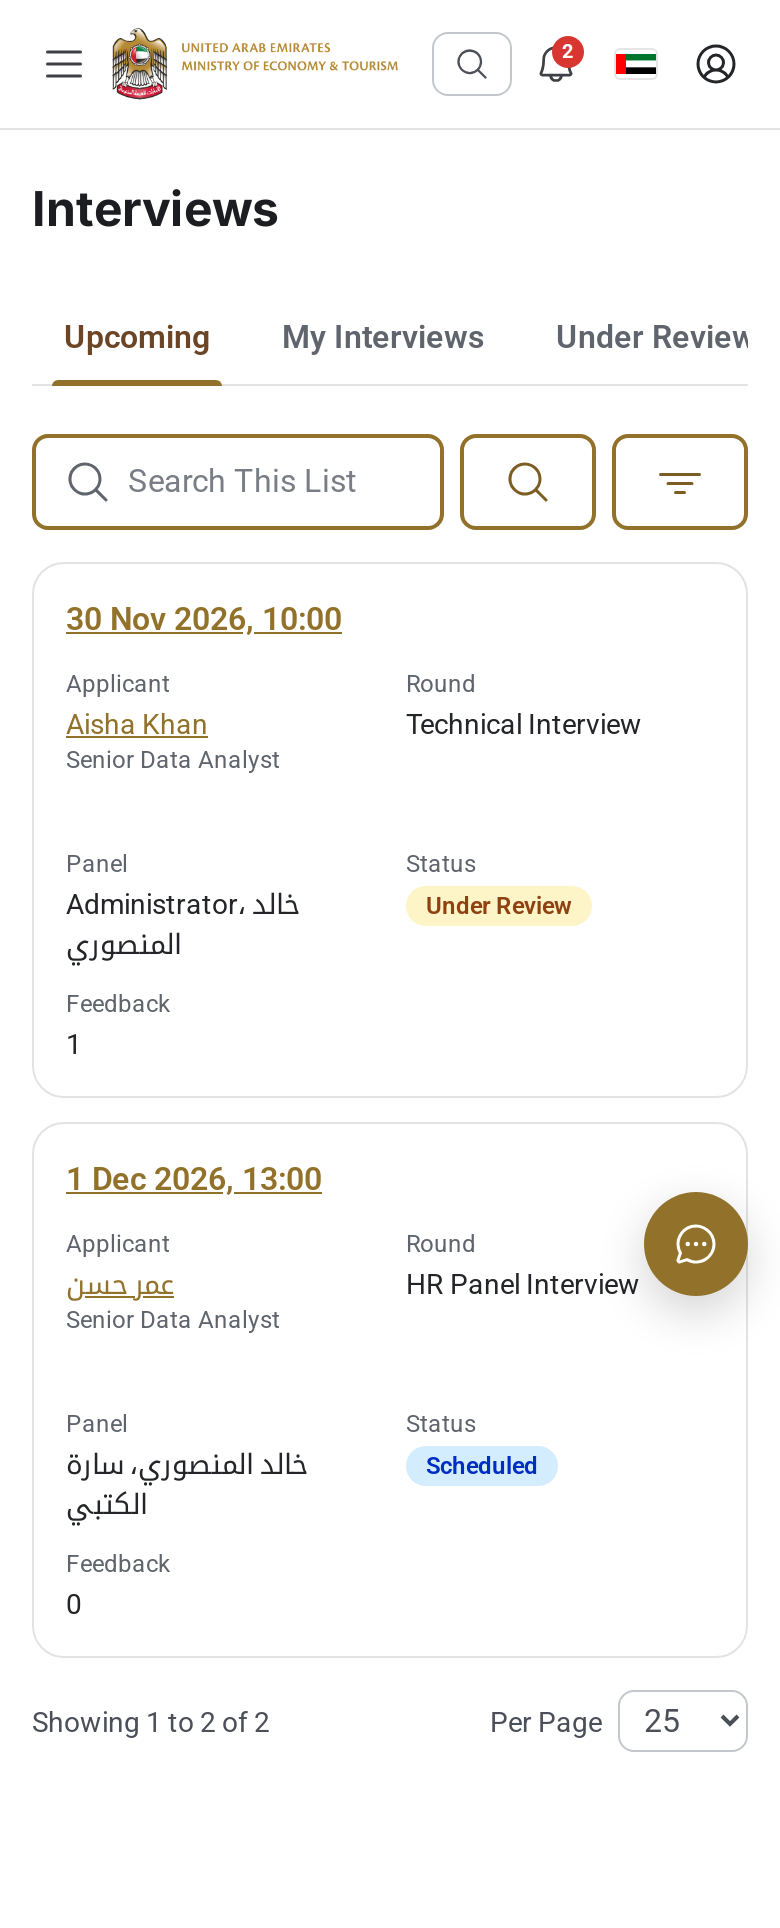 UNITED ARAB EMIRATES
MINISTRY OF ECONOMY & TOURISM
2
Interviews
Upcoming
My Interviews
Under Review
Search This List
30 Nov 2026, 10:00
Applicant
Round
Aisha Khan
Technical Interview
Senior Data Analyst
Panel
Status
Administrator، خالد
المنصوري
Under Review
Feedback
1
1 Dec 2026, 13:00
Applicant
Round
عمر حسن
HR Panel Interview
Senior Data Analyst
Panel
Status
خالد المنصوري، سارة
الكتبي
Scheduled
Feedback
0
Showing 1 to 2 of 2
Per Page
25